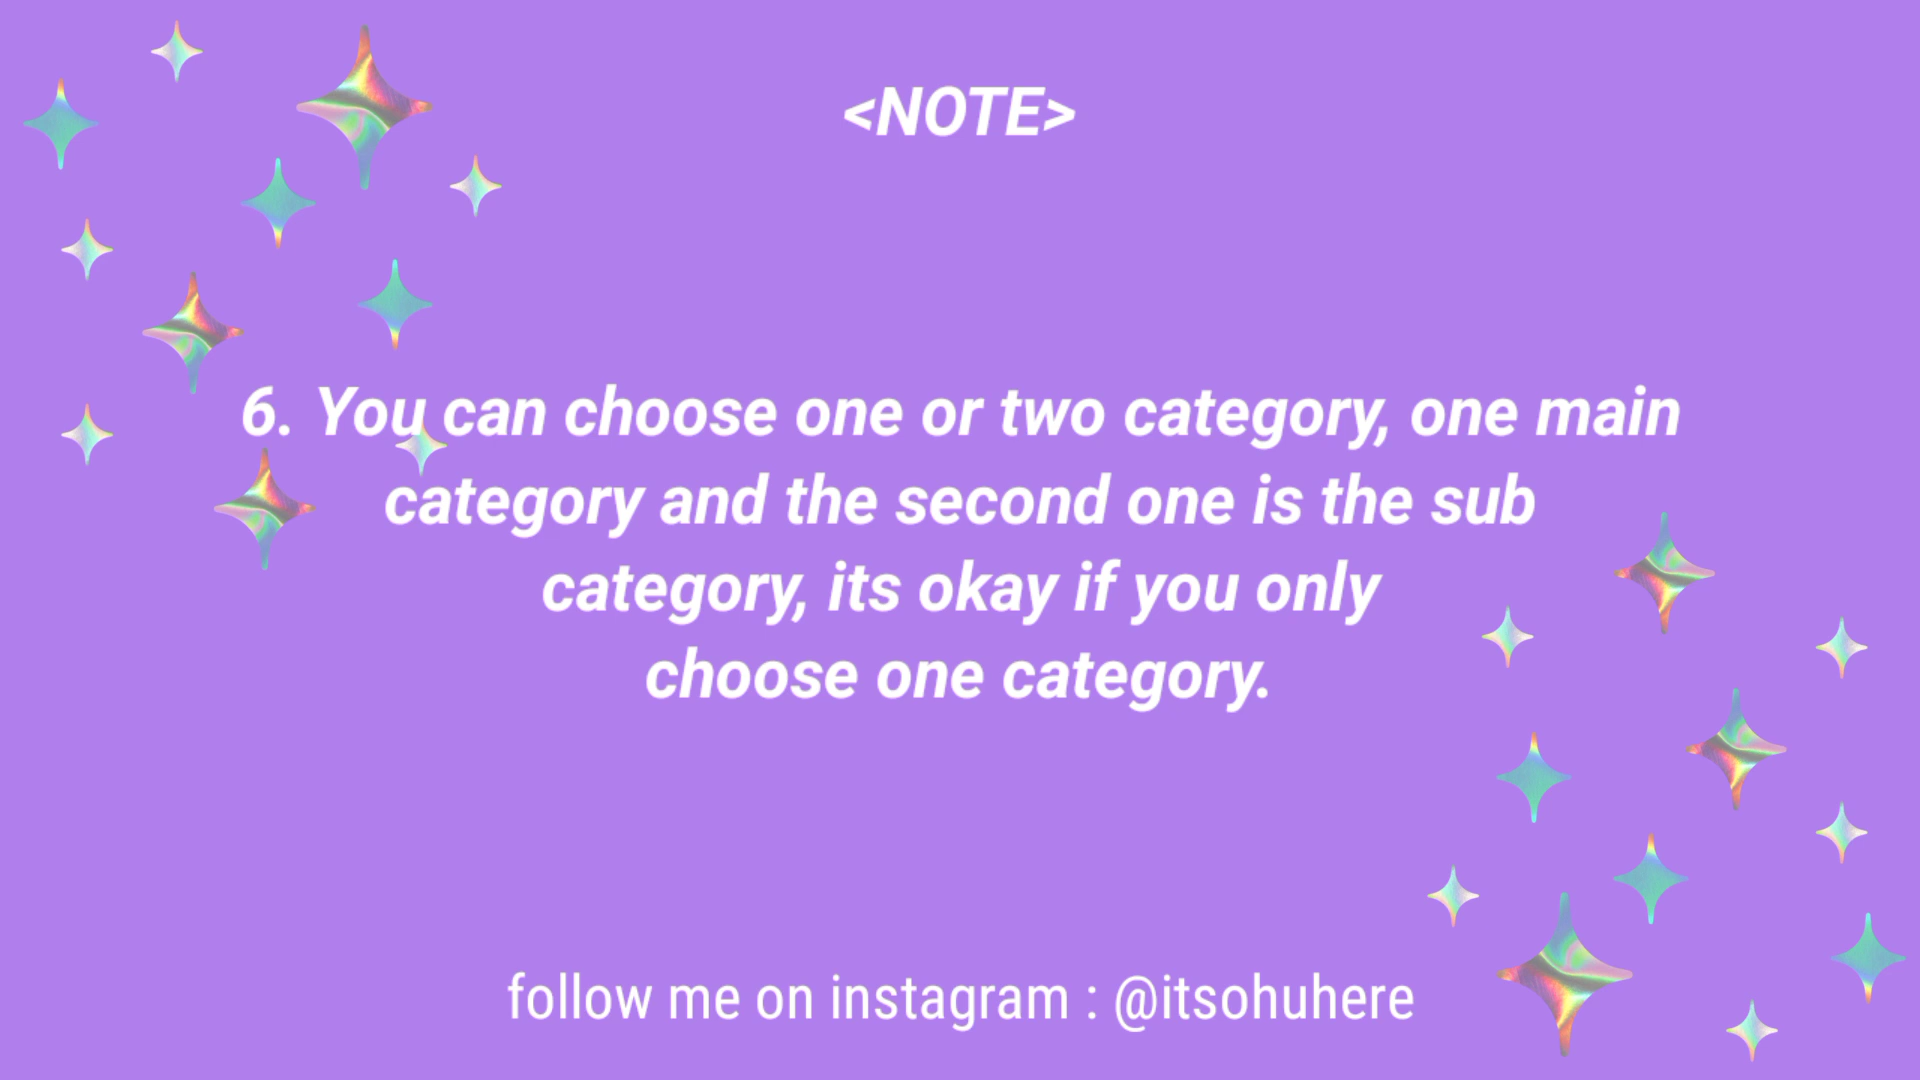 <NOTE>
6. You can choose one or two category, one main
category and the second one is the sub
category, its okay if you only
choose one category.
follow me on instagram : @itsohuhere